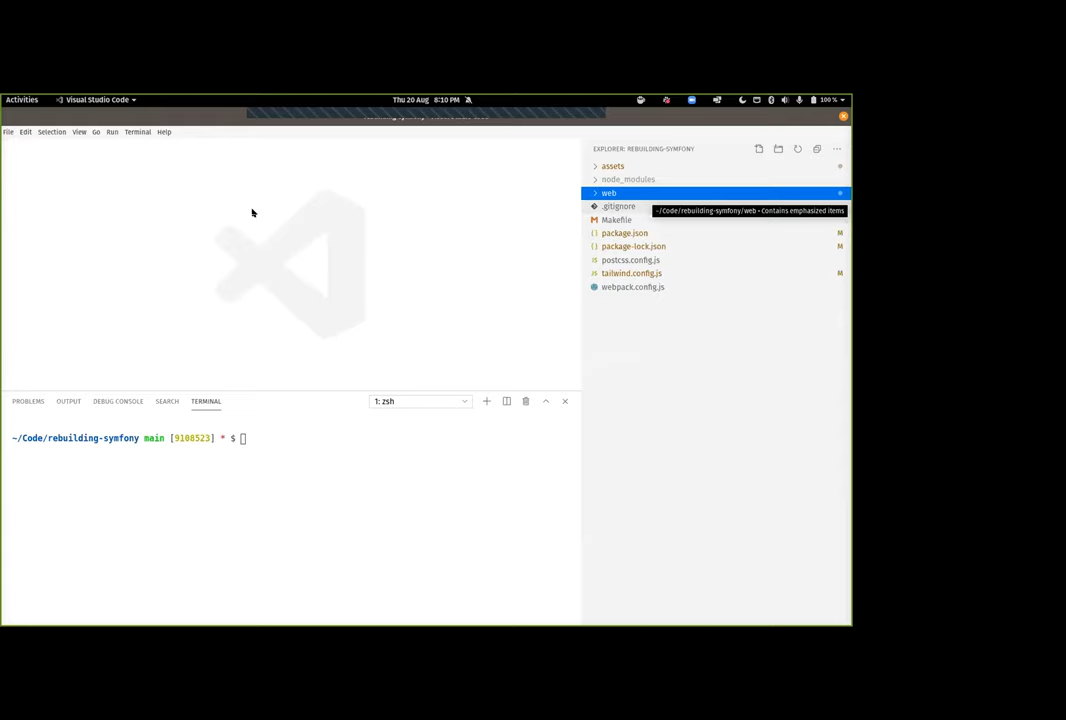 Activities Visual Studio Code Thu 20 Aug 8:10 PM 100 %
File Edit Selection View Go Run Terminal Help
EXPLORER: REBUILDING-SYMFONY
assets
node_modules
web
.gitignore
~/Code/rebuilding-symfony/web • Contains emphasized items
Makefile
package.json M
package-lock.json M
postcss.config.js
tailwind.config.js M
webpack.config.js
PROBLEMS OUTPUT DEBUG CONSOLE SEARCH TERMINAL 1: zsh
~/Code/rebuilding-symfony main [9108523] * $